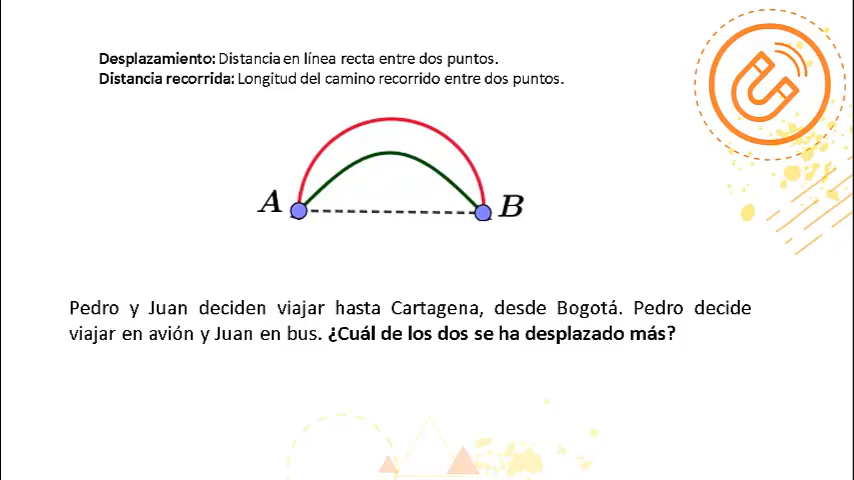 Desplazamiento: Distancia en línea recta entre dos puntos.
Distancia recorrida: Longitud del camino recorrido entre dos puntos.
A
B
Pedro y Juan deciden viajar hasta Cartagena, desde Bogotá. Pedro decide
viajar en avión y Juan en bus. ¿Cuál de los dos se ha desplazado más?